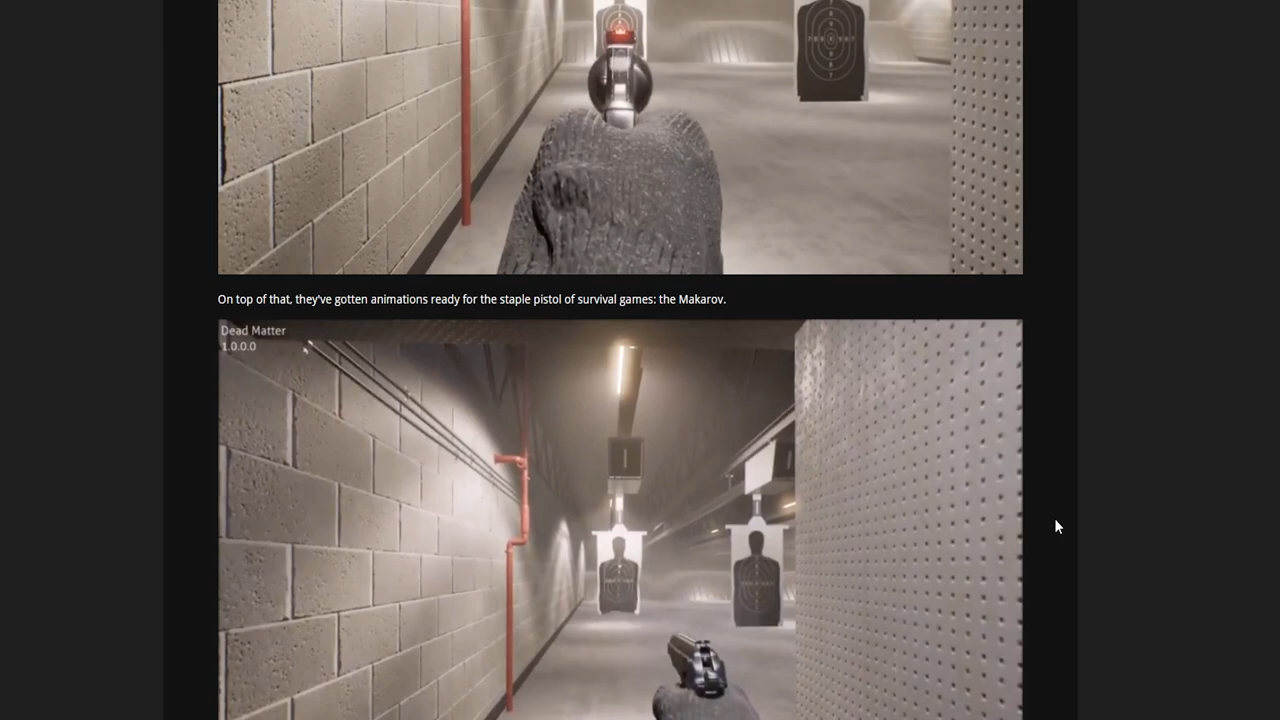 On top of that, they've gotten animations ready for the staple pistol of survival games: the Makarov.
Dead Matter
1.0.0.0